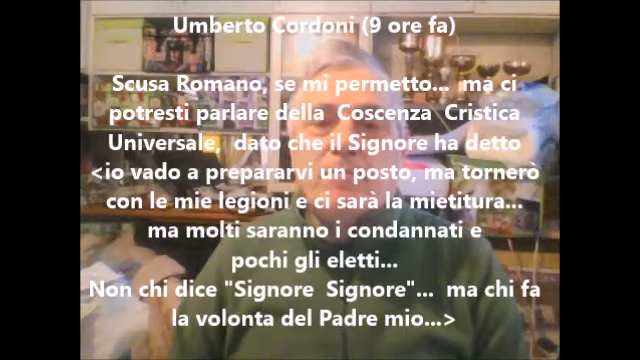 Umberto Cordoni (9 ore fa)
Scusa Romano, se mi permetto... ma ci
potresti parlare della Coscenza Cristica
Universale, dato che il Signore ha detto
<io vado a prepararvi un posto, ma tornerò
con le mie legioni e ci sarà la mietitura...
ma molti saranno i condannati e
pochi gli eletti...
Non chi dice "Signore Signore"... ma chi fa
la volonta del Padre mio...>